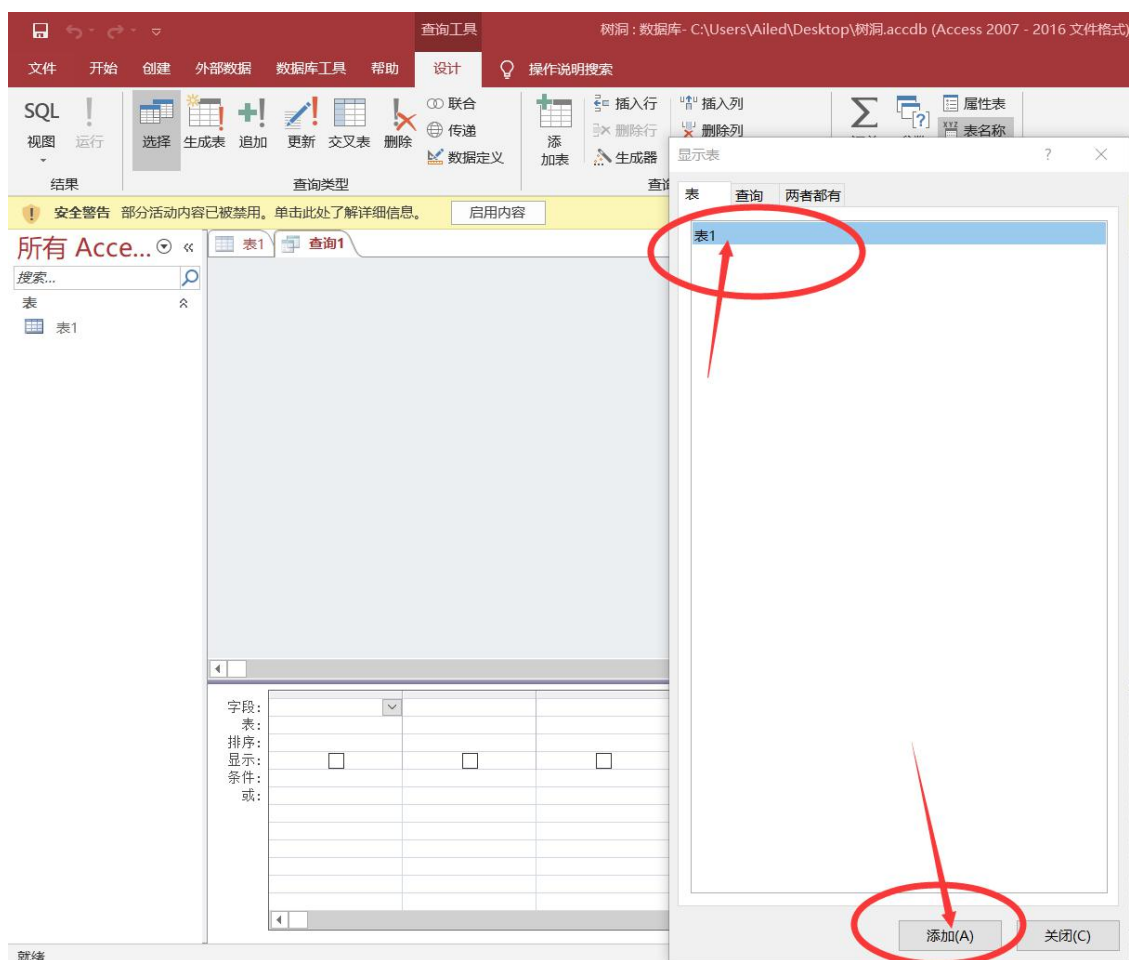 查询工具
树洞 : 数据库- C:\Users\Ailed\Desktop\树洞.accdb (Access 2007 - 2016 文件格式)
文件 开始 创建 外部数据 数据库工具 帮助 设计 操作说明搜索
SQL
视图
运行
选择
生成表
追加
更新
交叉表
删除
联合
传递
数据定义
添
加表
插入行
删除行
生成器
插入列
删除列
属性表
表名称
结果
查询类型
显示表
? ×
表 查询 两者都有
表1
安全警告 部分活动内容已被禁用。单击此处了解详细信息。 启用内容
所有 Acce...
搜索...
表
表1
表1 查询1
字段:
表:
排序:
显示:
条件:
或:
添加(A) 关闭(C)
就绪